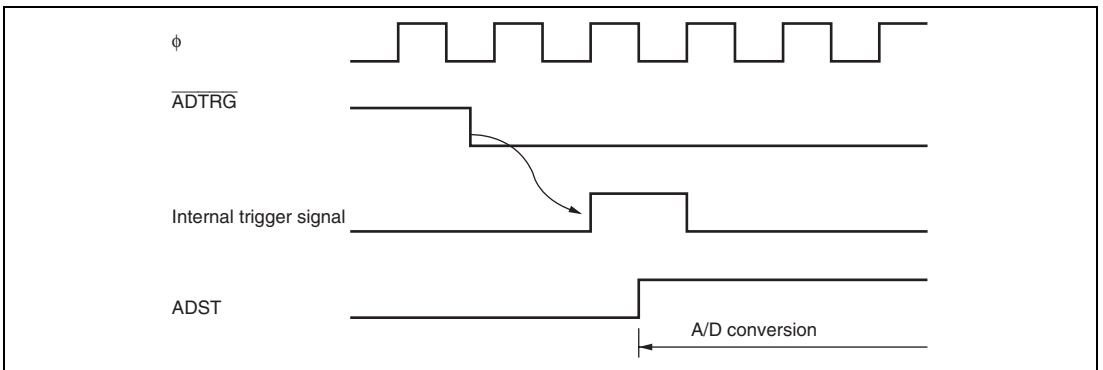 ϕ
ADTRG
Internal trigger signal
ADST
A/D conversion